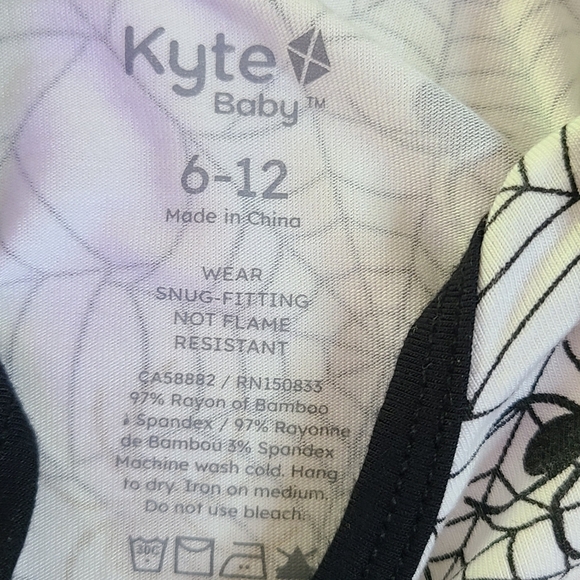 Kyte
Baby™
6-12
Made in China
WEAR
SNUG-FITTING
NOT FLAME
RESISTANT
CA58882 / RN150833
97% Rayon of Bamboo
Spandex / 97% Rayonne
de Bambou 3% Spandex
Machine wash cold. Hang
to dry. Iron on medium.
Do not use bleach.
30C